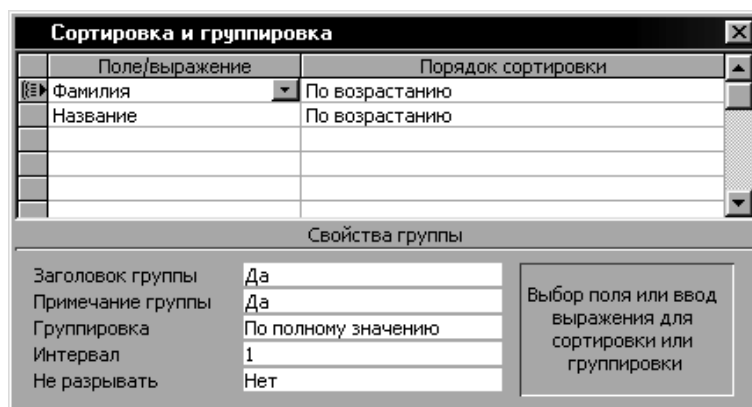 Сортировка и группировка
Поле/выражение Порядок сортировки
Фамилия По возрастанию
Название По возрастанию
Свойства группы
Заголовок группы Да
Примечание группы Да
Группировка По полному значению
Интервал 1
Не разрывать Нет
Выбор поля или ввод
выражения для
сортировки или
группировки